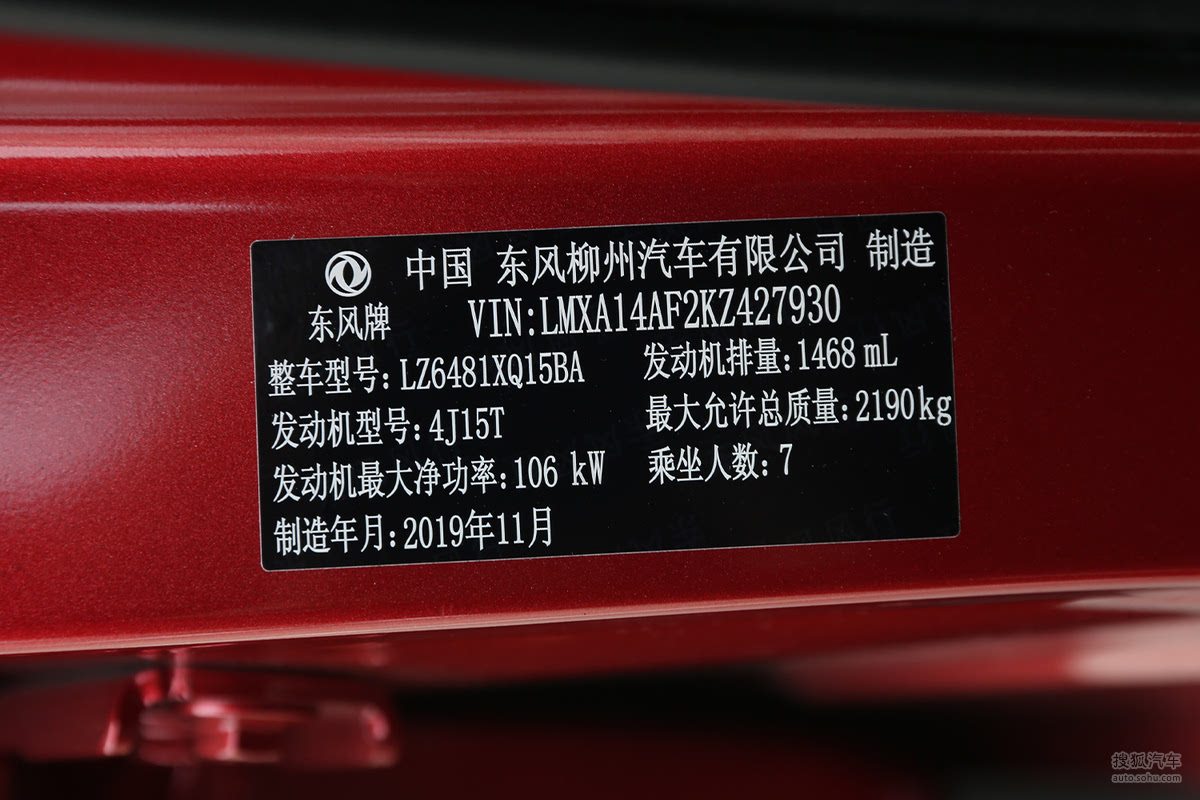 中国 东风柳州汽车有限公司 制造
东风牌 VIN:LMXA14AF2KZ427930
整车型号:LZ6481XQ15BA 发动机排量:1468 mL
发动机型号:4J15T 最大允许总质量:2190kg
发动机最大净功率:106 kW 乘坐人数:7
制造年月:2019年11月
搜狐汽车
auto.sohu.com